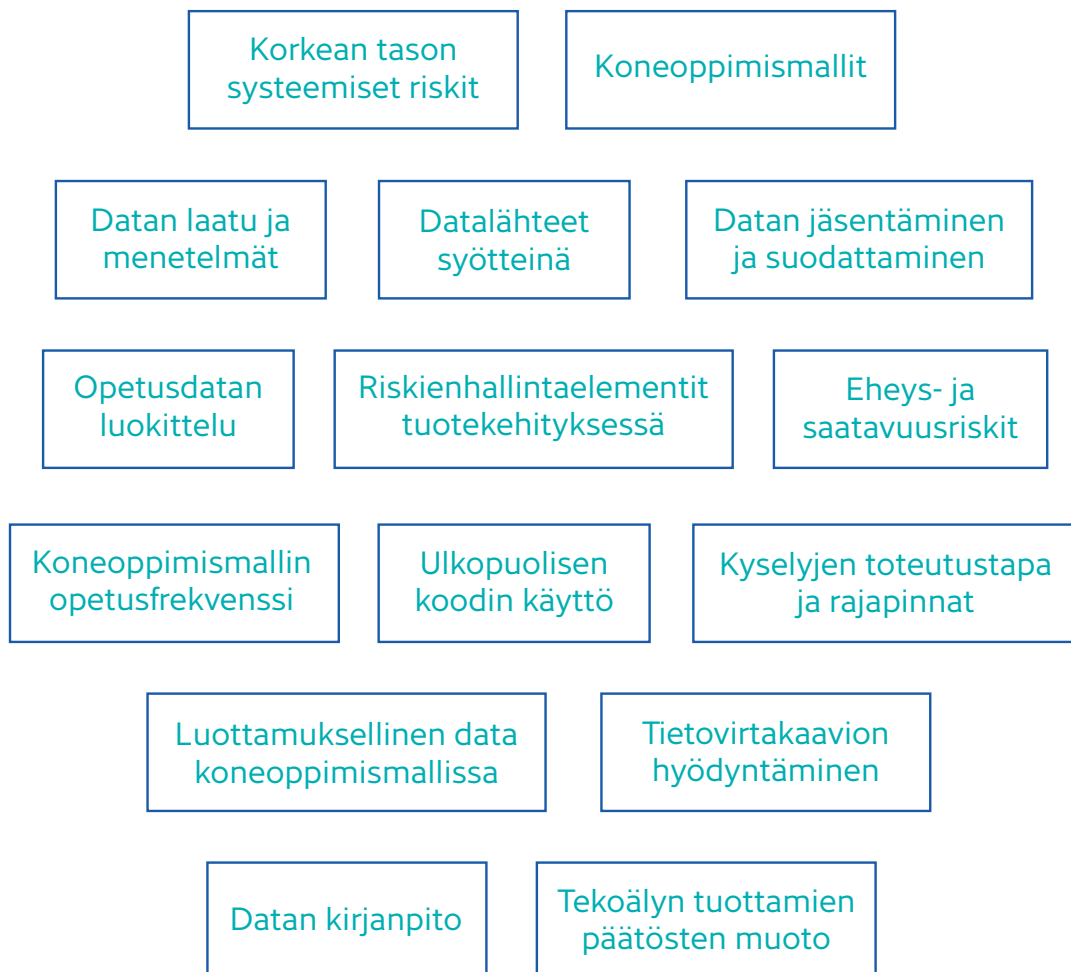 Korkean tason
systeemiset riskit
Koneoppimismallit
Datan laatu ja
menetelmät
Datalähteet
syötteinä
Datan jäsentäminen
ja suodattaminen
Opetusdatan
luokittelu
Riskienhallintaelementit
tuotekehityksessä
Eheys- ja
saatavuusriskit
Koneoppimismallin
opetusfrekvenssi
Ulkopuolisen
koodin käyttö
Kyselyjen toteutustapa
ja rajapinnat
Luottamuksellinen data
koneoppimismallissa
Tietovirtakaavion
hyödyntäminen
Datan kirjanpito
Tekoälyn tuottamien
päätösten muoto